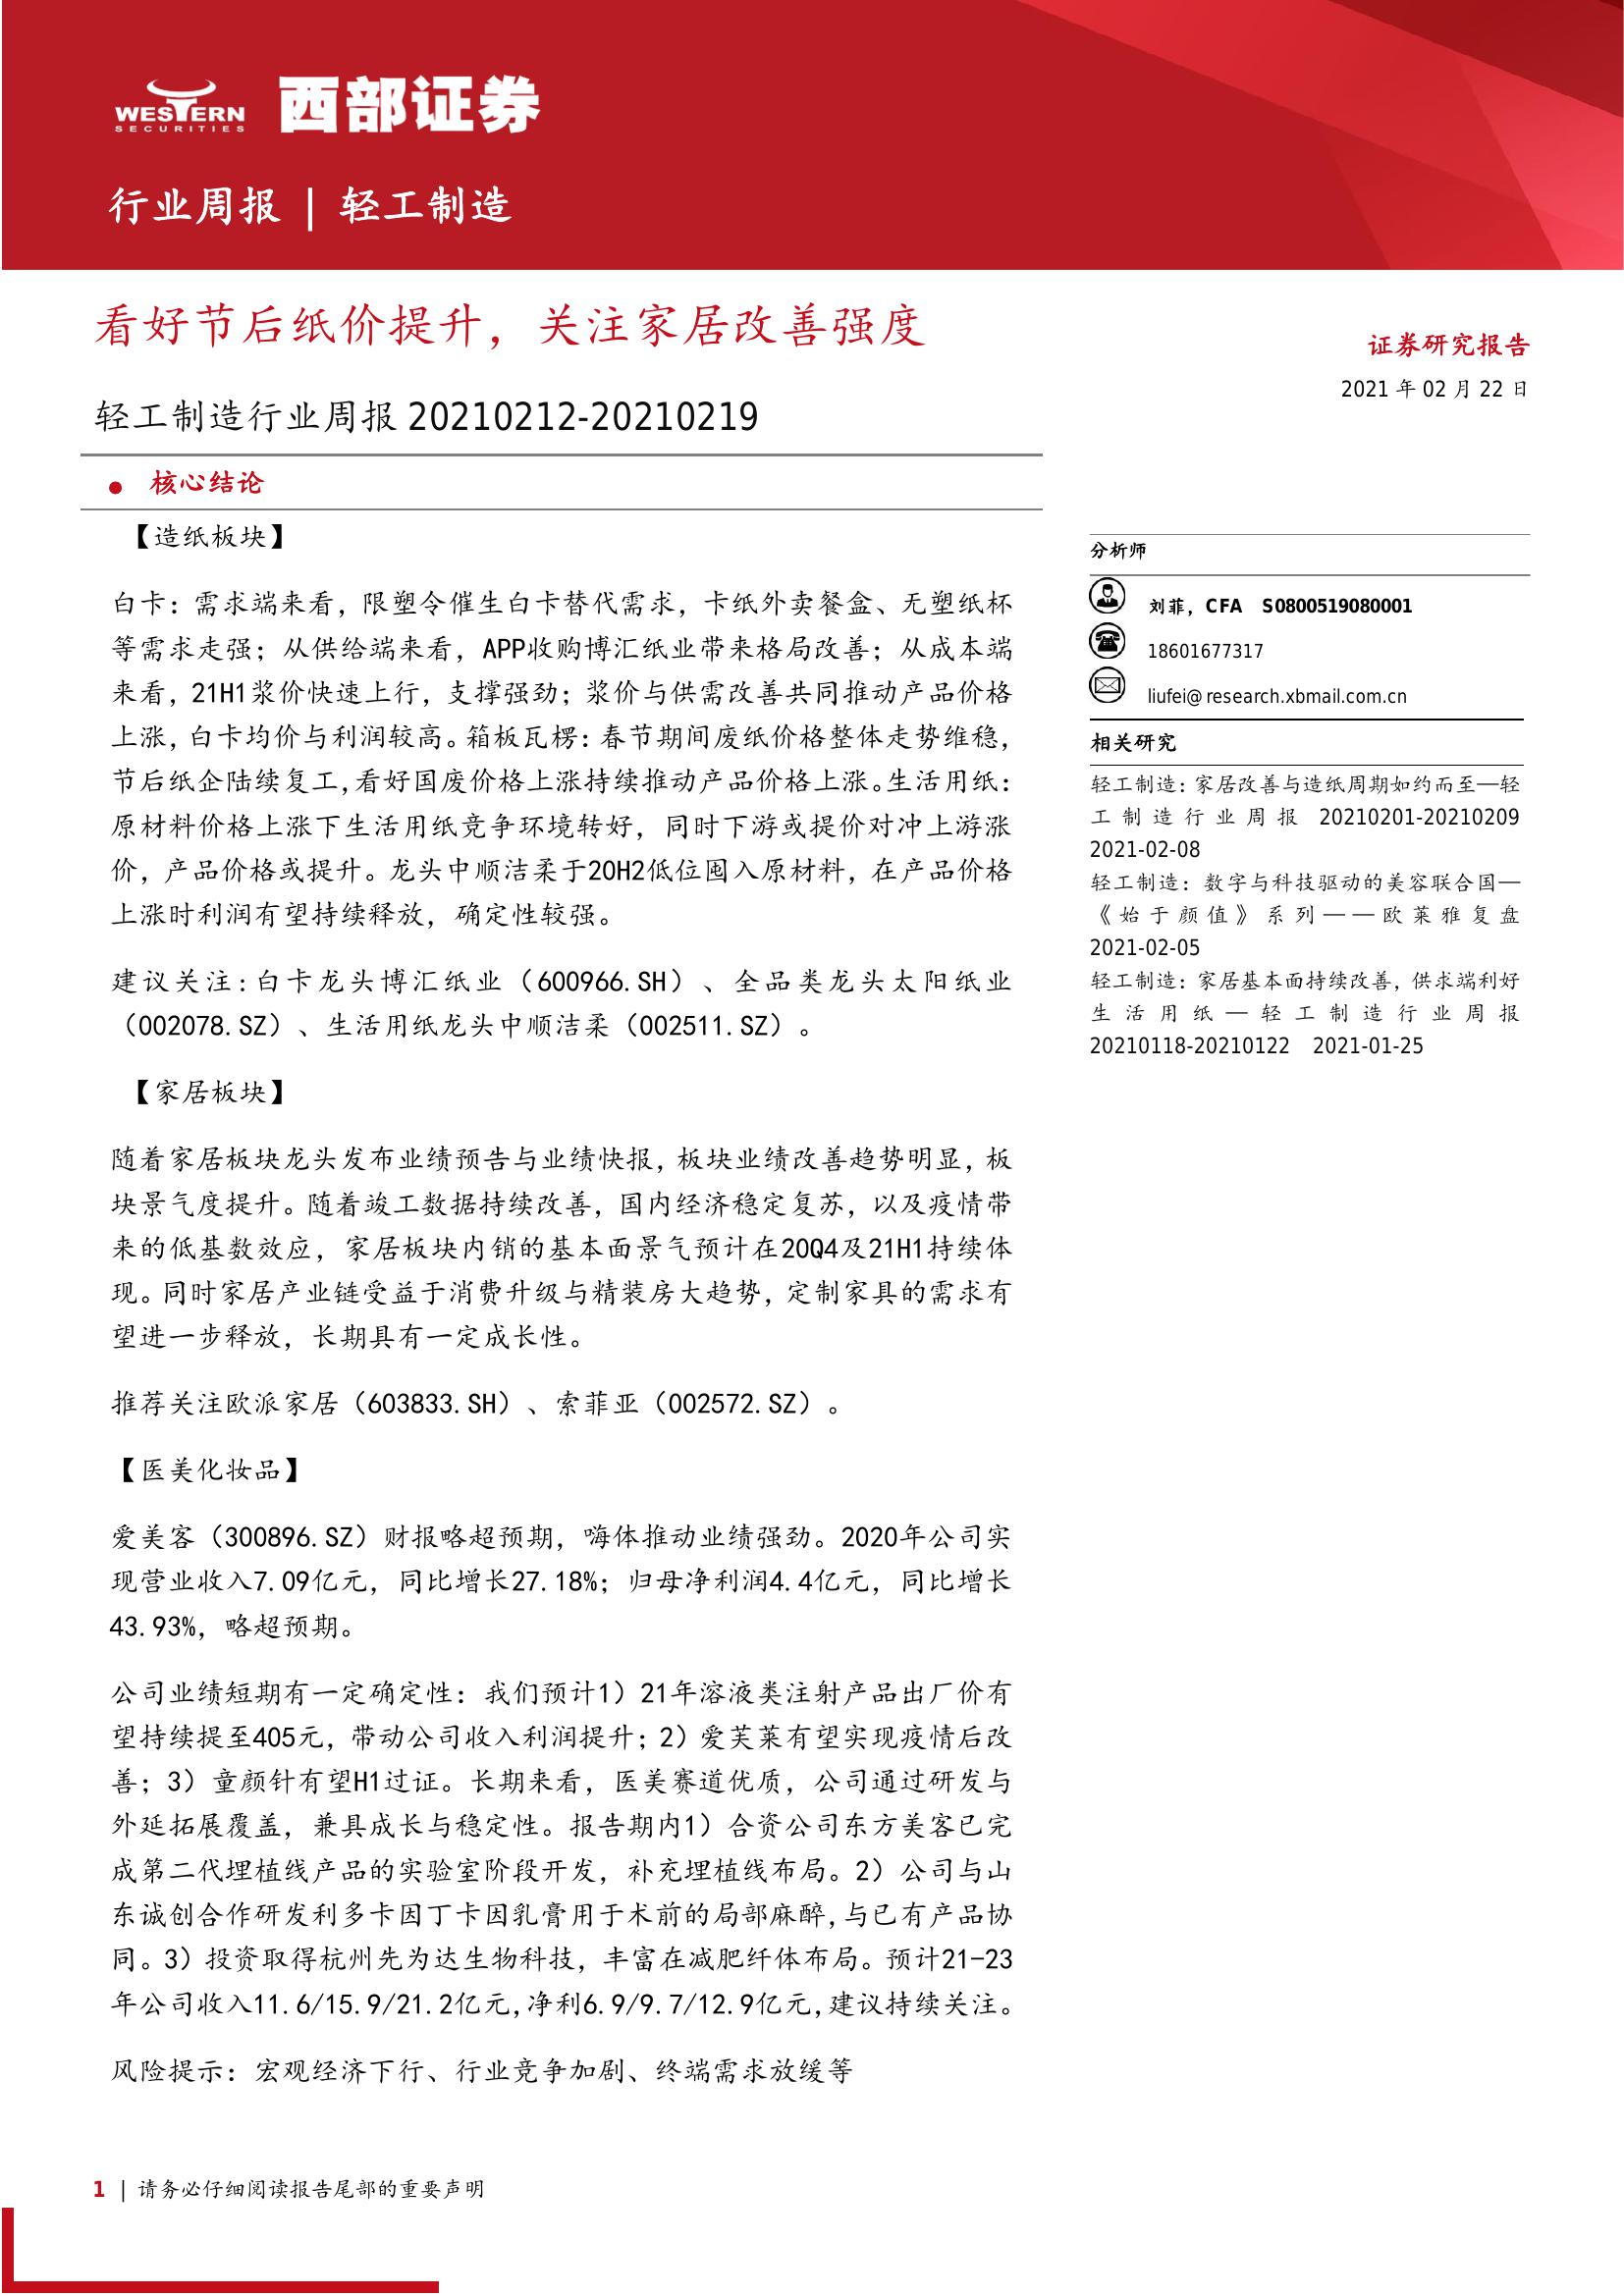 WESTERN
SECURITIES
西部证券
行业周报 | 轻工制造
看好节后纸价提升，关注家居改善强度
轻工制造行业周报 20210212-20210219
● 核心结论
【造纸板块】
白卡：需求端来看，限塑令催生白卡替代需求，卡纸外卖餐盒、无塑纸杯
等需求走强；从供给端来看，APP收购博汇纸业带来格局改善；从成本端
来看，21H1浆价快速上行，支撑强劲；浆价与供需改善共同推动产品价格
上涨，白卡均价与利润较高。箱板瓦楞：春节期间废纸价格整体走势维稳，
节后纸企陆续复工，看好国废价格上涨持续推动产品价格上涨。生活用纸：
原材料价格上涨下生活用纸竞争环境转好，同时下游或提价对冲上游涨
价，产品价格或提升。龙头中顺洁柔于20H2低位囤入原材料，在产品价格
上涨时利润有望持续释放，确定性较强。
建议关注：白卡龙头博汇纸业（600966.SH）、全品类龙头太阳纸业
（002078.SZ）、生活用纸龙头中顺洁柔（002511.SZ）。
【家居板块】
随着家居板块龙头发布业绩预告与业绩快报，板块业绩改善趋势明显，板
块景气度提升。随着竣工数据持续改善，国内经济稳定复苏，以及疫情带
来的低基数效应，家居板块内销的基本面景气预计在20Q4及21H1持续体
现。同时家居产业链受益于消费升级与精装房大趋势，定制家具的需求有
望进一步释放，长期具有一定成长性。
推荐关注欧派家居（603833.SH）、索菲亚（002572.SZ）。
【医美化妆品】
爱美客（300896.SZ）财报略超预期，嗨体推动业绩强劲。2020年公司实
现营业收入7.09亿元，同比增长27.18%；归母净利润4.4亿元，同比增长
43.93%，略超预期。
公司业绩短期有一定确定性：我们预计1）21年溶液类注射产品出厂价有
望持续提至405元，带动公司收入利润提升；2）爱芙莱有望实现疫情后改
善；3）童颜针有望H1过证。长期来看，医美赛道优质，公司通过研发与
外延拓展覆盖，兼具成长与稳定性。报告期内1）合资公司东方美客已完
成第二代埋植线产品的实验室阶段开发，补充埋植线布局。2）公司与山
东诚创合作研发利多卡因丁卡因乳膏用于术前的局部麻醉，与已有产品协
同。3）投资取得杭州先为达生物科技，丰富在减肥纤体布局。预计21-23
年公司收入11.6/15.9/21.2亿元，净利6.9/9.7/12.9亿元，建议持续关注。
风险提示：宏观经济下行、行业竞争加剧、终端需求放缓等
证券研究报告
2021 年 02 月 22 日
分析师
刘菲，CFA S0800519080001
18601677317
liufei@research.xbmail.com.cn
相关研究
轻工制造：家居改善与造纸周期如约而至—轻
工制造行业周报 20210201-20210209
2021-02-08
轻工制造：数字与科技驱动的美容联合国—
《始于颜值》系列——欧莱雅复盘
2021-02-05
轻工制造：家居基本面持续改善，供求端利好
生活用纸—轻工制造行业周报
20210118-20210122 2021-01-25
1 | 请务必仔细阅读报告尾部的重要声明